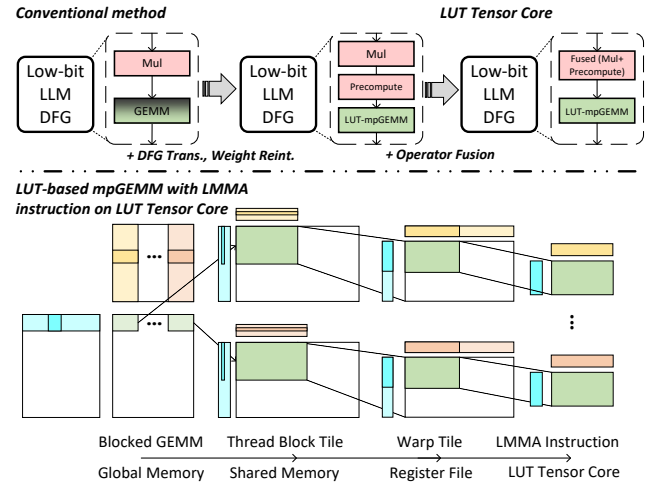 Conventional method
LUT Tensor Core
Low-bit
LLM
DFG
Mul
GEMM
Low-bit
LLM
DFG
Mul
Precompute
LUT-mpGEMM
Low-bit
LLM
DFG
Fused (Mul+
Precompute)
LUT-mpGEMM
+ DFG Trans., Weight Reint.
+ Operator Fusion
LUT-based mpGEMM with LMMA
instruction on LUT Tensor Core
Blocked GEMM
Thread Block Tile
Warp Tile
LMMA Instruction
Global Memory
Shared Memory
Register File
LUT Tensor Core